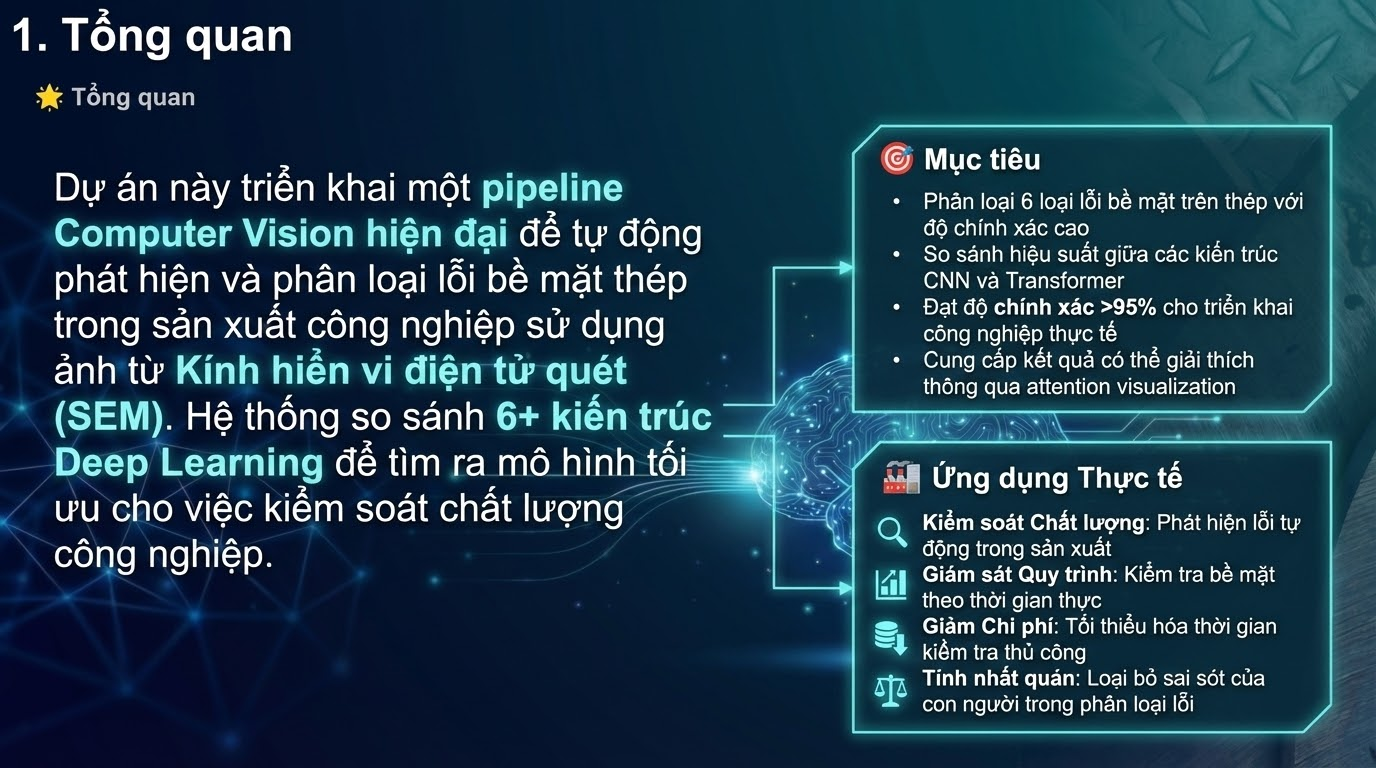 1. Tổng quan
Tổng quan
Dự án này triển khai một pipeline
Computer Vision hiện đại để tự động
phát hiện và phân loại lỗi bề mặt thép
trong sản xuất công nghiệp sử dụng
ảnh từ Kính hiển vi điện tử quét
(SEM). Hệ thống so sánh 6+ kiến trúc
Deep Learning để tìm ra mô hình tối
ưu cho việc kiểm soát chất lượng
công nghiệp.
Mục tiêu
• Phân loại 6 loại lỗi bề mặt trên thép với
độ chính xác cao
• So sánh hiệu suất giữa các kiến trúc
CNN và Transformer
• Đạt độ chính xác >95% cho triển khai
công nghiệp thực tế
• Cung cấp kết quả có thể giải thích
thông qua attention visualization
Ứng dụng Thực tế
Kiểm soát Chất lượng: Phát hiện lỗi tự
động trong sản xuất
Giám sát Quy trình: Kiểm tra bề mặt
theo thời gian thực
Giảm Chi phí: Tối thiểu hóa thời gian
kiểm tra thủ công
Tính nhất quán: Loại bỏ sai sót của
con người trong phân loại lỗi